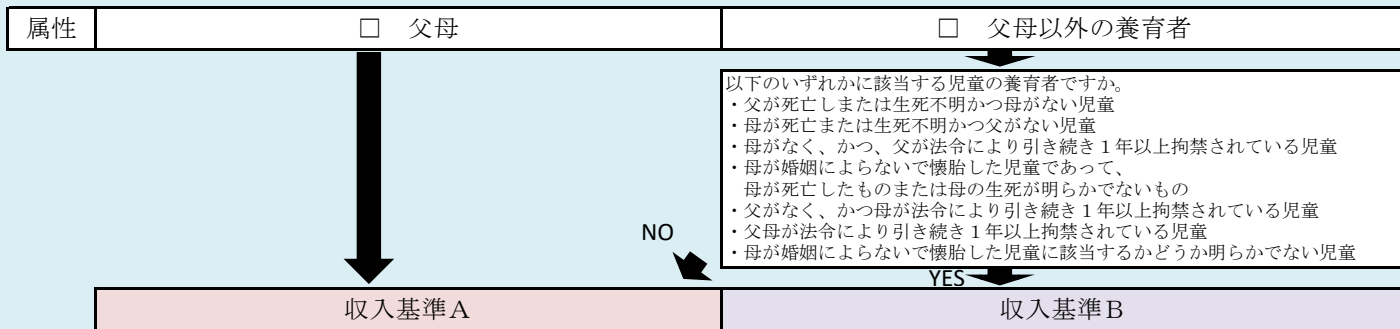 属性
□ 父母
□ 父母以外の養育者
以下のいずれかに該当する児童の養育者ですか。
・父が死亡しまたは生死不明かつ母がない児童
・母が死亡または生死不明かつ父がない児童
・母がなく、かつ、父が法令により引き続き１年以上拘禁されている児童
・母が婚姻によらないで懐胎した児童であって、
母が死亡したものまたは母の生死が明らかでないもの
・父がなく、かつ母が法令により引き続き１年以上拘禁されている児童
・父母が法令により引き続き１年以上拘禁されている児童
・母が婚姻によらないで懐胎した児童に該当するかどうか明らかでない児童
NO
YES
収入基準Ａ
収入基準Ｂ